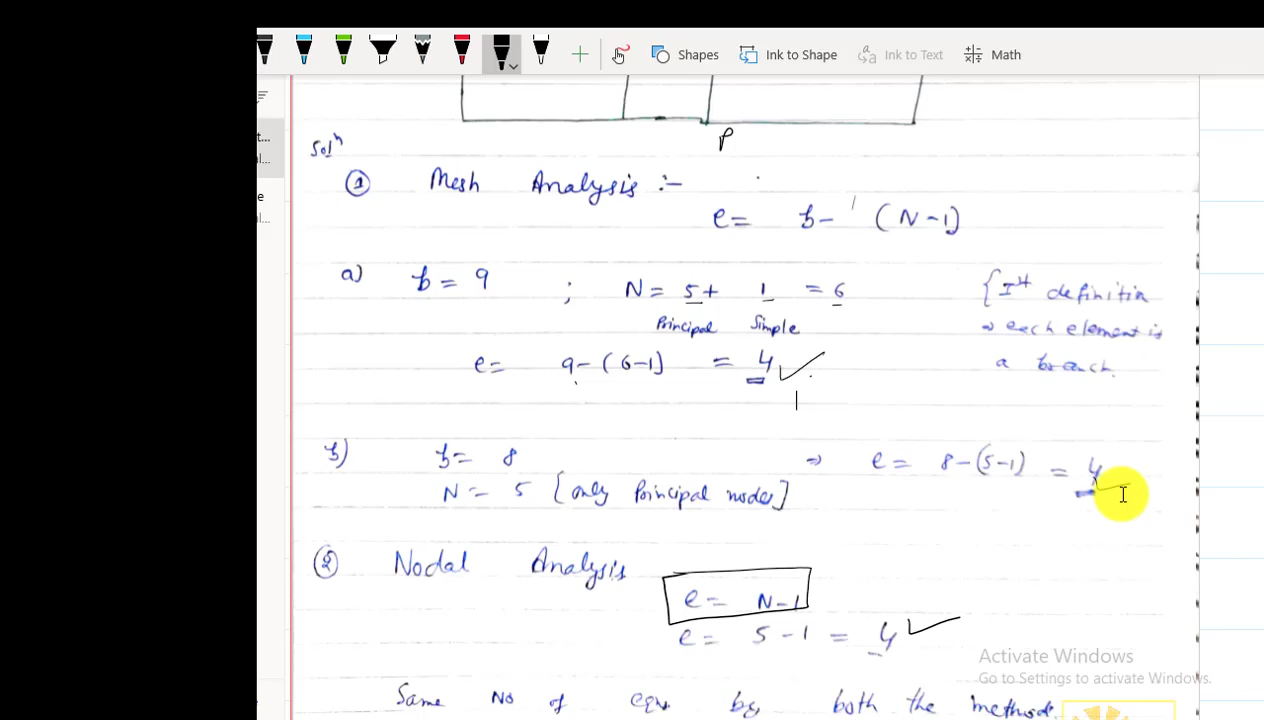 Shapes Ink to Shape Ink to Text Math
P
Solⁿ
① Mesh Analysis :-
e = b - (N-1)
a) b = 9 ; N = 5 + 1 = 6 {Ist definitin
Principal Simple ⇒ each element is
e = 9 - (6-1) = 4 ✓ a branch.
b) b = 8 ⇒ e = 8 - (5-1) = 4
N = 5 [only Principal nodes]
② Nodal Analysis
e = N-1
e = 5 - 1 = 4 ✓
Activate Windows
Go to Settings to activate Windows.
Same No of equ by both the method.